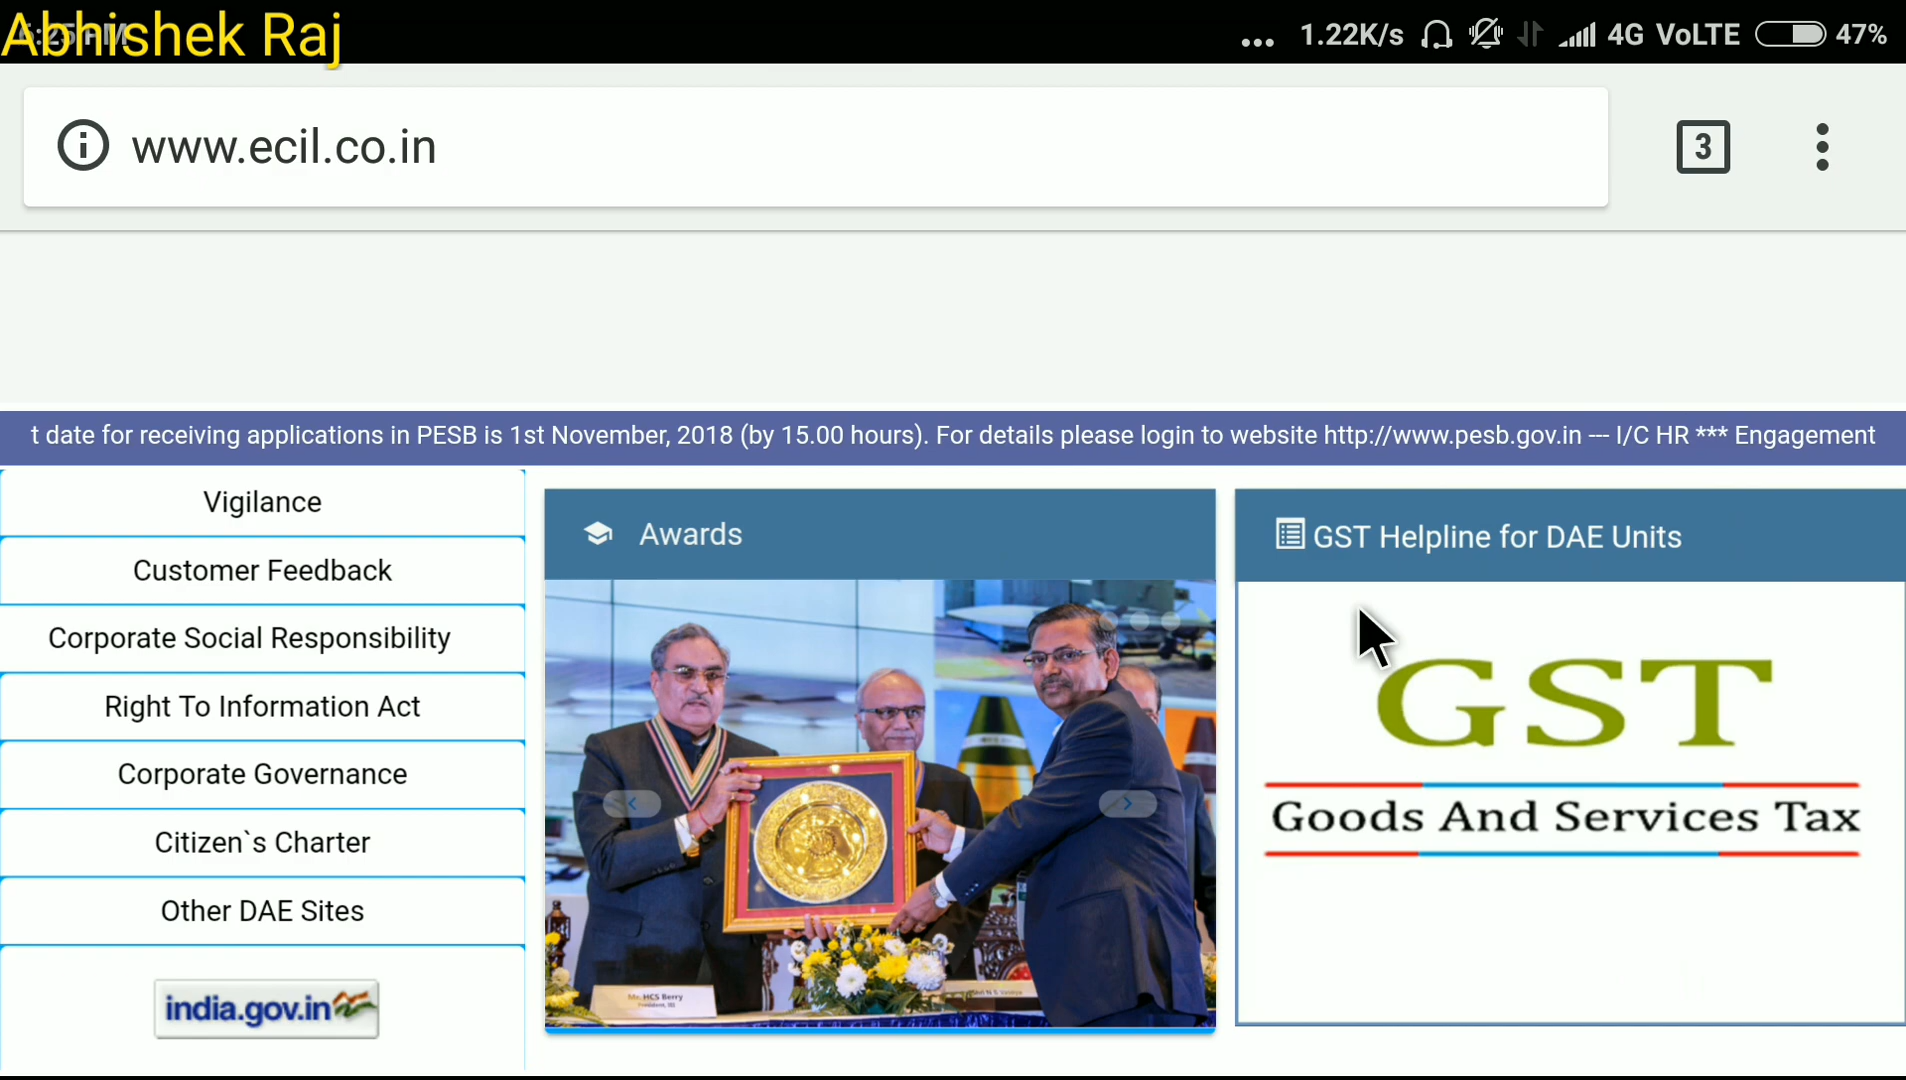 Abhishek Raj
... 1.22K/s 4G VoLTE 47%
www.ecil.co.in
3
t date for receiving applications in PESB is 1st November, 2018 (by 15.00 hours). For details please login to website http://www.pesb.gov.in --- I/C HR *** Engagement
Vigilance
Customer Feedback
Corporate Social Responsibility
Right To Information Act
Corporate Governance
Citizen`s Charter
Other DAE Sites
india.gov.in
Awards
Mr. HCS Berry
GST Helpline for DAE Units
GST
Goods And Services Tax